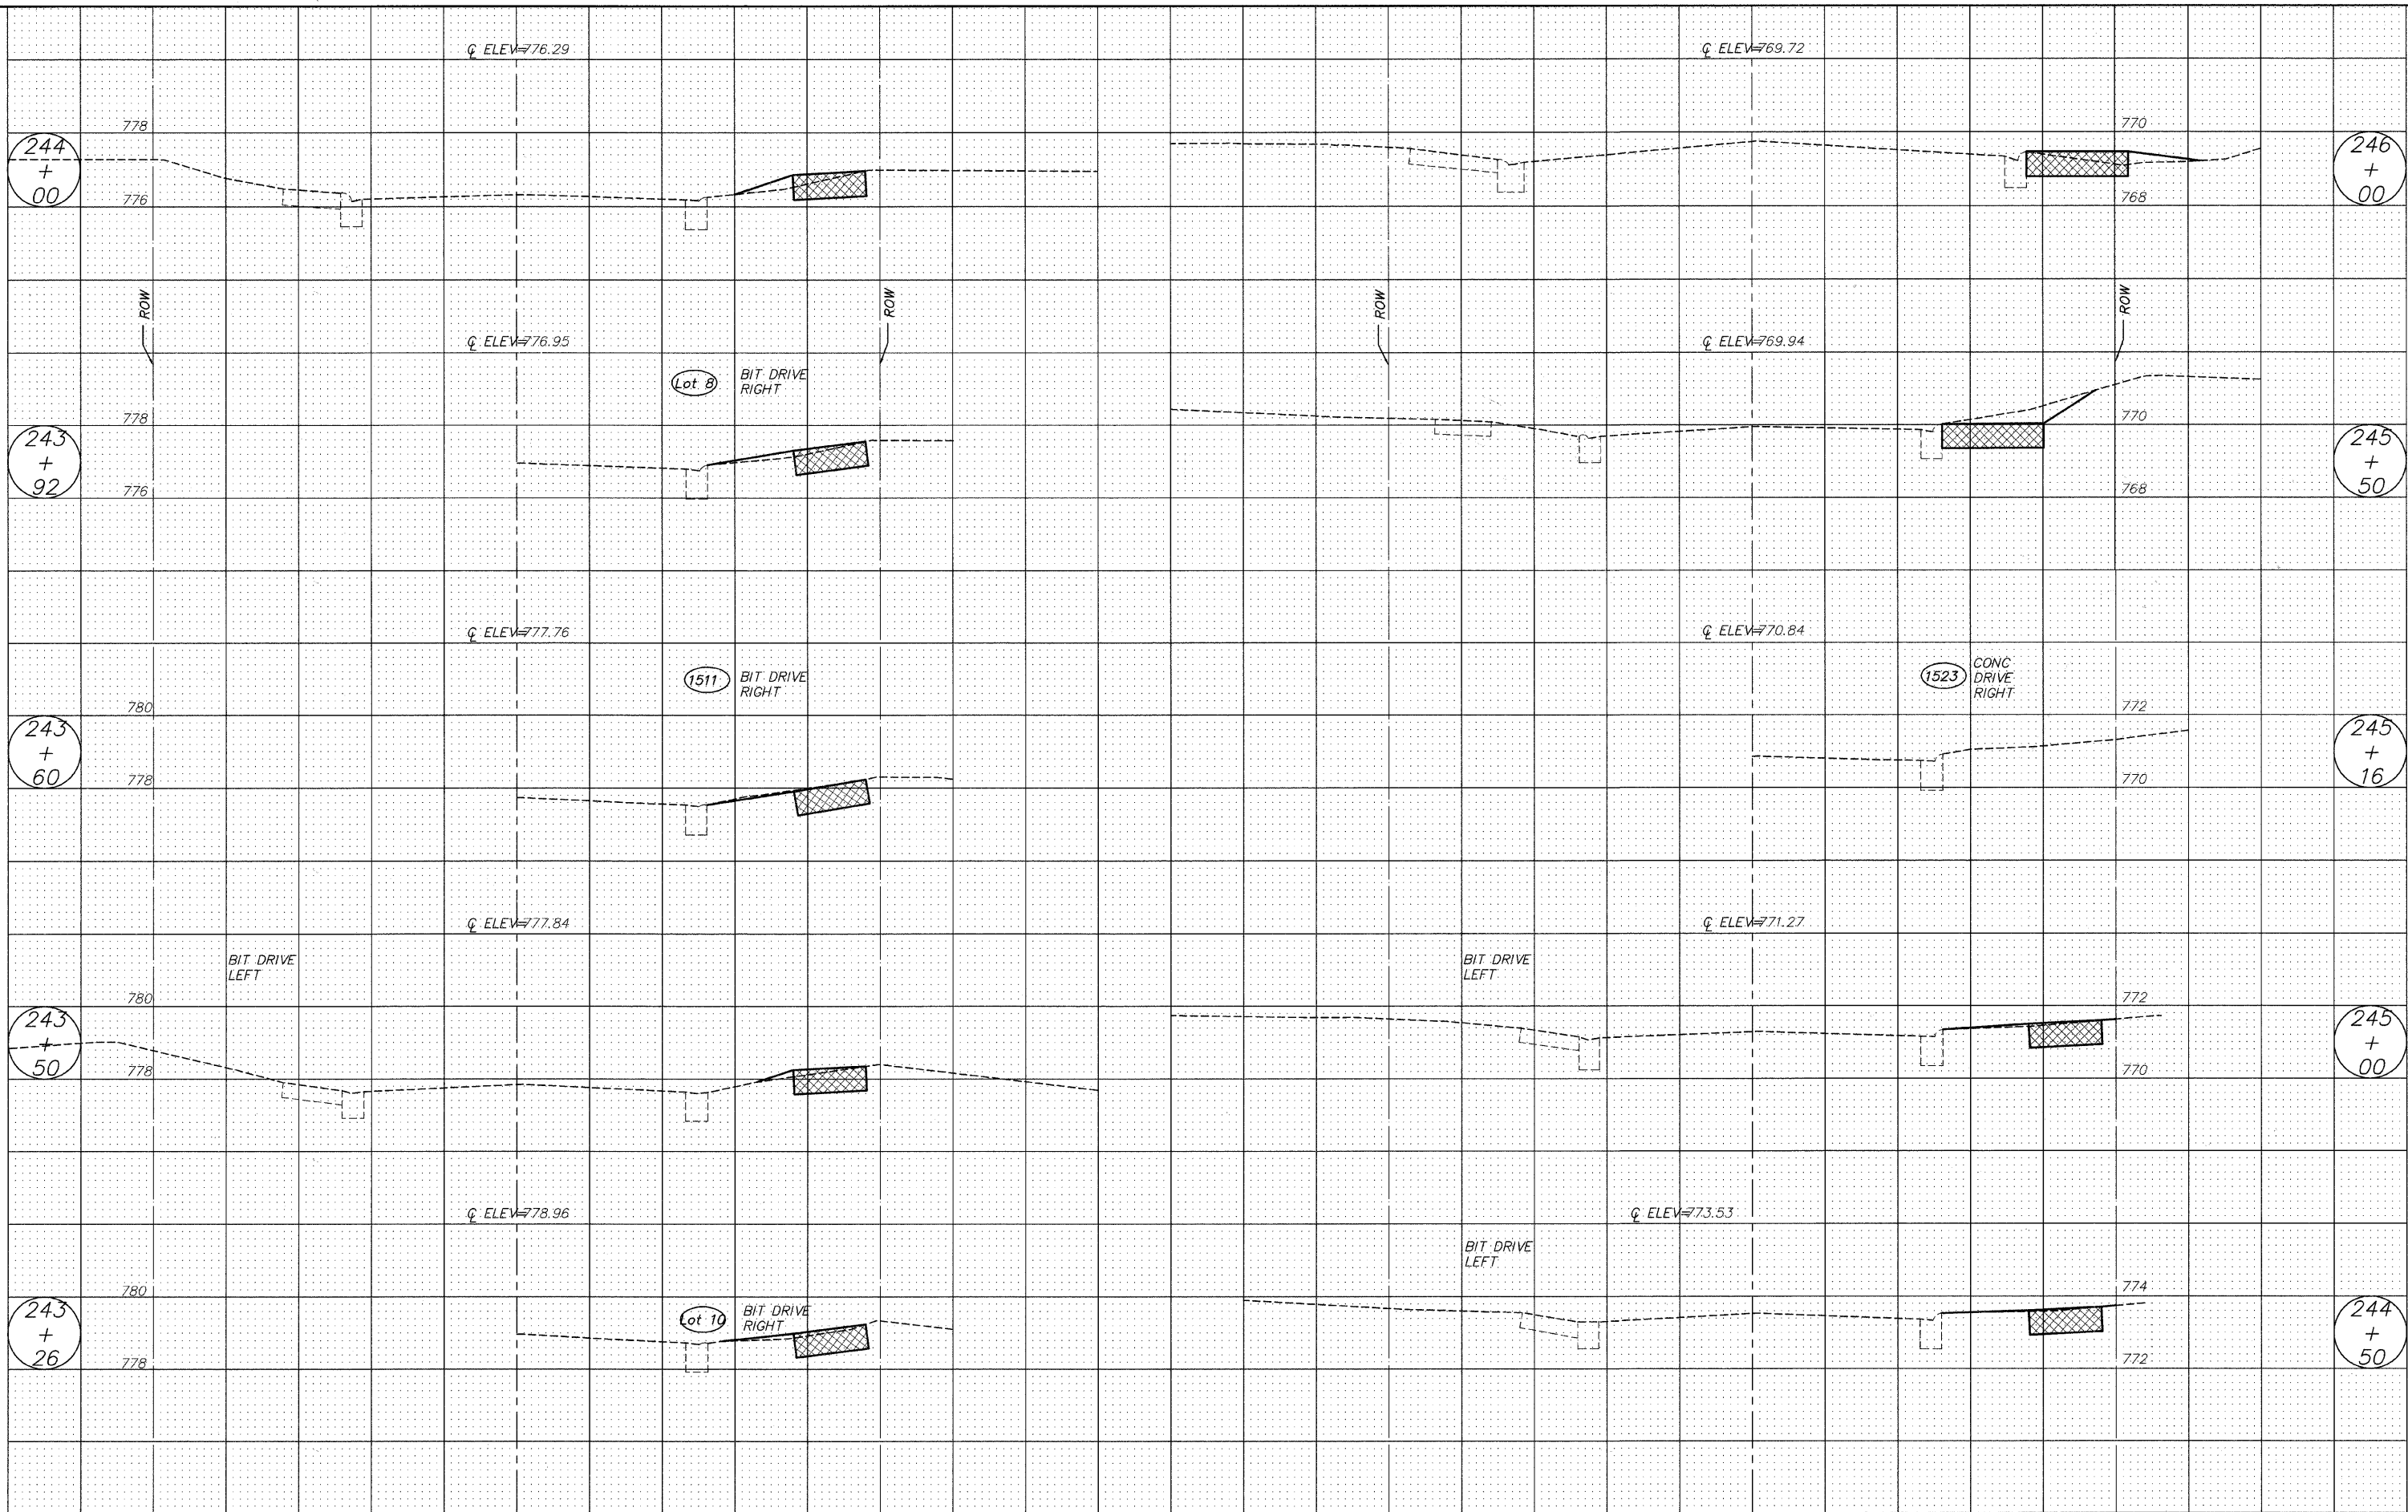 ℄ ELEV=776.29
778
244
+
00
776
ROW
ROW
℄ ELEV=776.95
Lot 8
BIT DRIVE
RIGHT
778
243
+
92
776
℄ ELEV=777.76
1511
BIT DRIVE
RIGHT
780
243
+
60
778
℄ ELEV=777.84
BIT DRIVE
LEFT
780
243
+
50
778
℄ ELEV=778.96
780
243
+
26
Lot 10
BIT DRIVE
RIGHT
778
℄ ELEV=769.72
770
246
+
00
768
ROW
ROW
℄ ELEV=769.94
770
245
+
50
768
℄ ELEV=770.84
1523
CONC
DRIVE
RIGHT
772
245
+
16
770
℄ ELEV=771.27
BIT DRIVE
LEFT
772
245
+
00
770
℄ ELEV=773.53
BIT DRIVE
LEFT
774
244
+
50
772